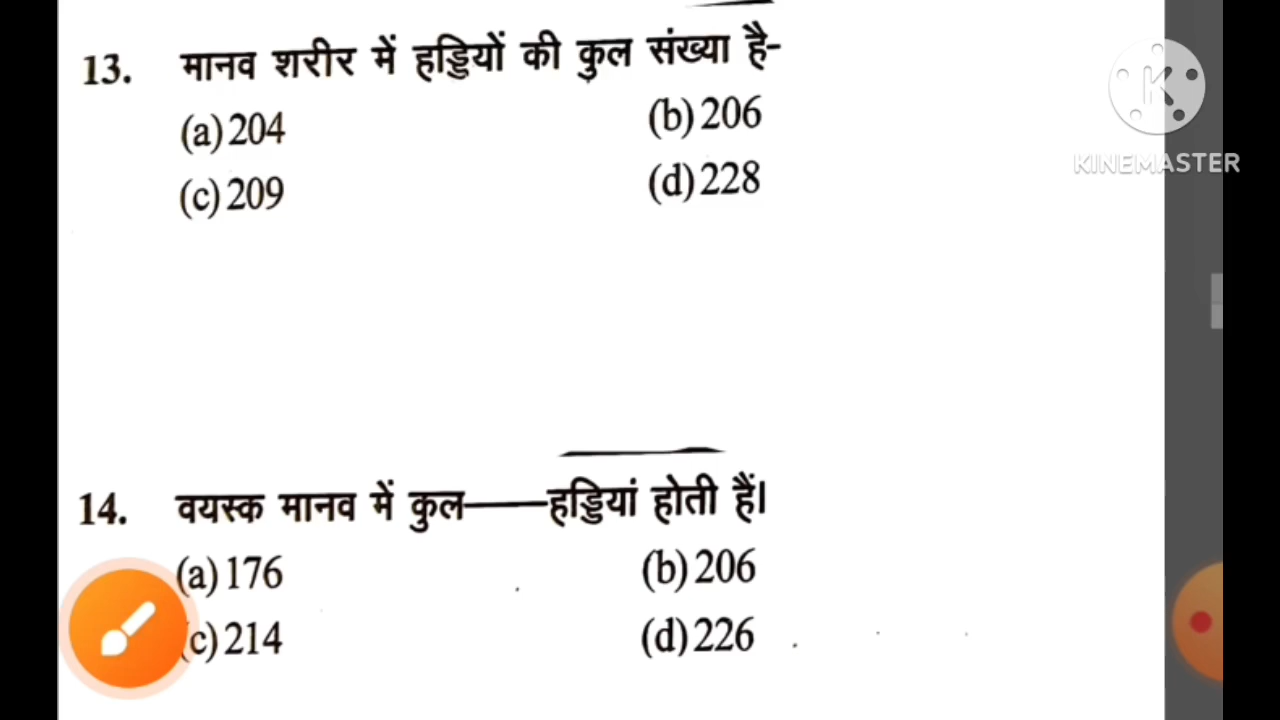 13. मानव शरीर में हड्डियों की कुल संख्या है-
(a) 204 (b) 206
(c) 209 (d) 228
KINEMASTER
14. वयस्क मानव में कुल——हड्डियां होती हैं।
(a) 176 (b) 206
(c) 214 (d) 226